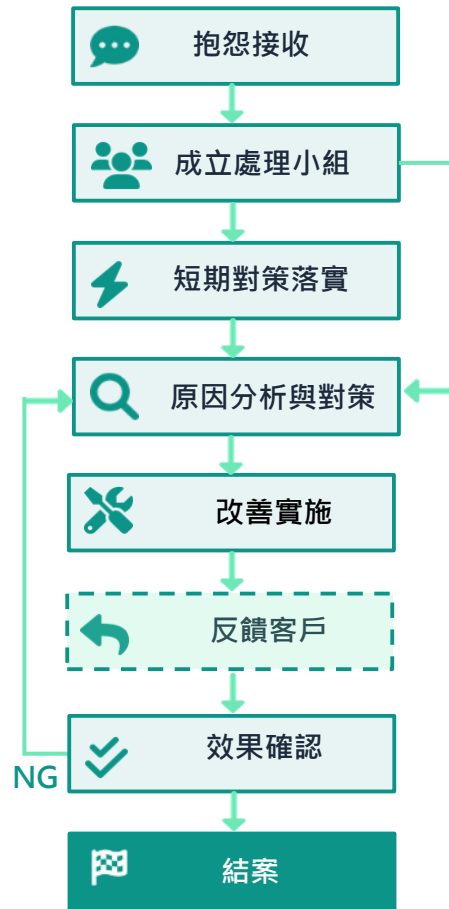 抱怨接收
成立處理小組
短期對策落實
原因分析與對策
改善實施
反饋客戶
效果確認
NG
結案